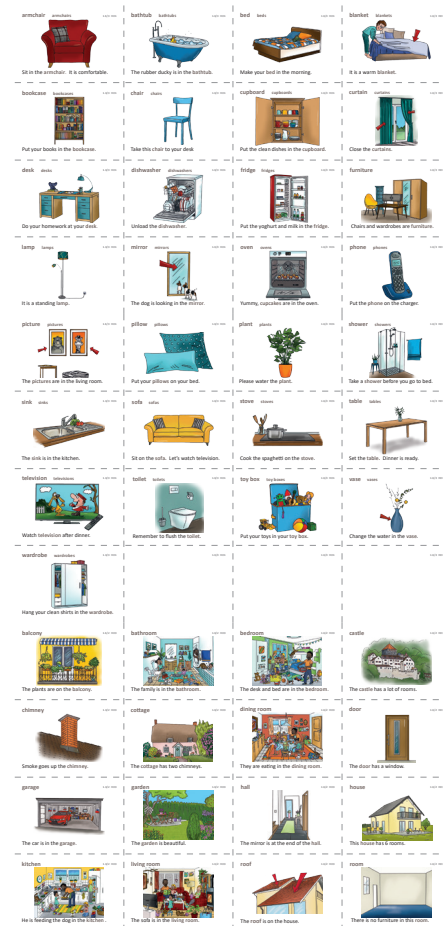 armchair armchairs
Sit in the armchair it is comfortable.
bathtub bathtubs
The rubber ducky is in the bathtub.
bed beds
Make your bed in the morning.
blanket blankets
It is a warm blanket.
bookcase bookcases
Put your books in the bookcase.
chair chairs
Take this chair to your desk
cupboard cupboards
Put the clean dishes in the cupboard.
curtain curtains
Close the curtains.
desk desks
Do your homework at your desk.
dishwasher dishwashers
Unload the dishwasher.
fridge fridges
Put the yoghurt and milk in the fridge.
furniture
Chairs and wardrobes are furniture.
lamp lamps
It is a standing lamp.
mirror mirrors
The dog is looking in the mirror.
oven ovens
Yummy, cupcakes are in the oven.
phone phones
Put the phone on the charger.
picture pictures
The pictures are in the living room.
pillow pillows
Put your pillows on your bed.
plant plants
Please water the plant.
shower showers
Take a shower before you go to bed.
sink sinks
The sink is in the kitchen.
sofa sofas
Sit on the sofa. Let's watch television.
stove stoves
Cook the spaghetti on the stove.
table tables
Set the table. Dinner is ready.
television televisions
Watch television after dinner.
toilet toilets
Remember to flush the toilet.
toy box toy boxes
Put your toys in your toy box.
vase vases
Change the water in the vase.
wardrobe wardrobes
Hang your clean shirts in the wardrobe.
balcony
The plants are on the balcony.
bathroom
The family is in the bathroom.
bedroom
The desk and bed are in the bedroom.
castle
The castle has a lot of rooms.
chimney
Smoke goes up the chimney.
cottage
The cottage has two chimneys.
dining room
They are eating in the dining room.
door
The door has a window.
garage
The car is in the garage.
garden
The garden is beautiful.
hall
The mirror is at the end of the hall.
house
This house has 6 rooms.
kitchen
He is feeding the dog in the kitchen.
living room
The sofa is in the living room.
roof
The roof is on the house.
room
There is no furniture in this room.